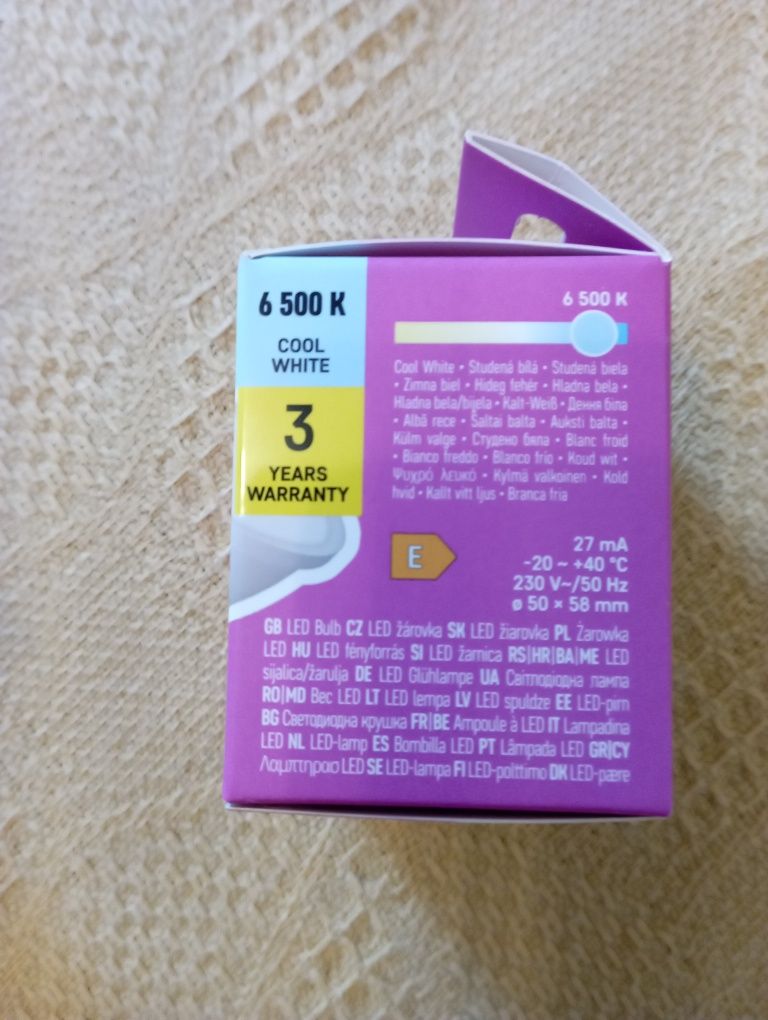 6 500 K
COOL
WHITE
3
YEARS
WARRANTY
6 500 K
Cool White • Studená bílá • Studená biela
• Zimna biel • Hideg fehér • Hladna bela •
Hladna bela/bijela • Kalt-Weiß • Денна біла
• Albă rece • Šaltai balta • Auksti balta •
Külm valge • Студено бяла • Blanc froid
• Bianco freddo • Blanco frio • Koud wit •
Ψυχρό λευκό • Kylmä valkoinen • Kold
hvid • Kallt vitt ljus • Branca fria
E
27 mA
-20 ~ +40 °C
230 V~/50 Hz
ø 50 × 58 mm
GB LED Bulb CZ LED žárovka SK LED žiarovka PL Żarowka
LED HU LED fényforrás SI LED žarnica RS|HR|BA|ME LED
sijalica/žarulja DE LED Glühlampe UA Світлодіодна лампа
RO|MD Bec LED LT LED lempa LV LED spuldze EE LED-pirn
BG Светодиодна крушка FR|BE Ampoule à LED IT Lampadina
LED NL LED-lamp ES Bombilla LED PT Lâmpada LED GR|CY
Λαμπτηρασ LED SE LED-lampa FI LED-polttimo DK LED-pære